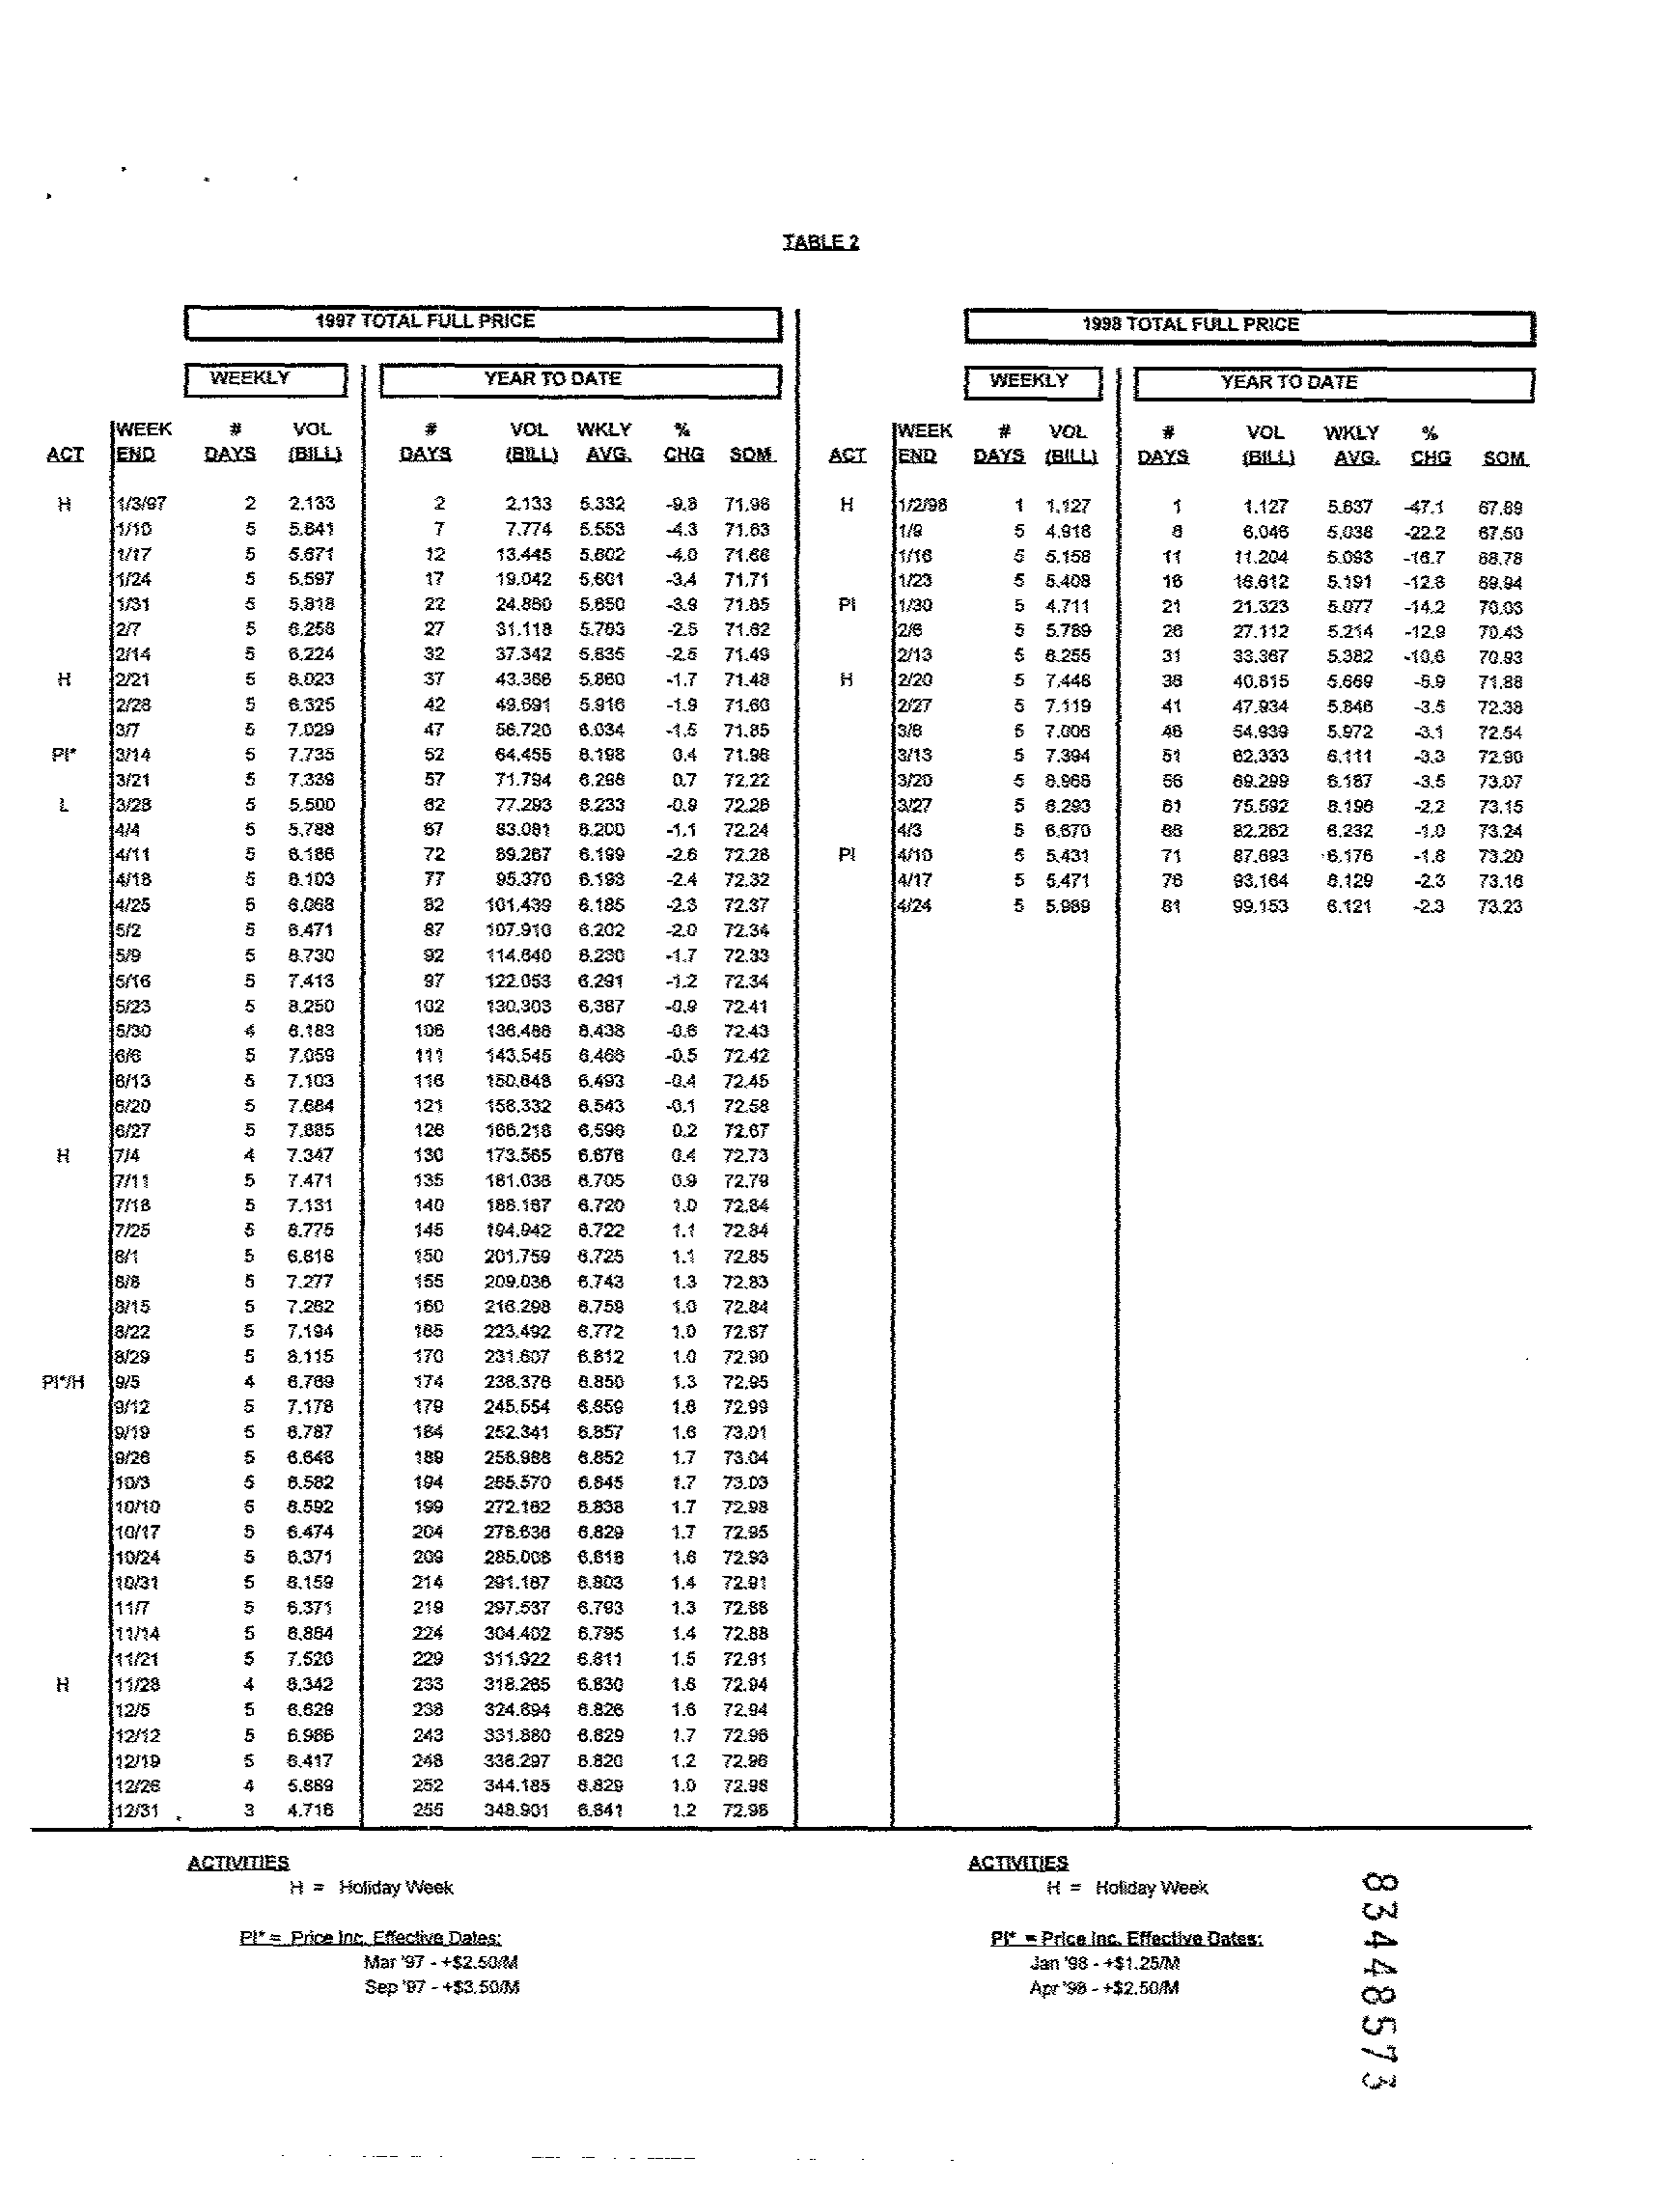 TABLE 2
1997 TOTAL FULL PRICE 1998 TOTAL FULL PRICE
WEEKLY YEAR TO DATE WEEKLY YEAR TO DATE
WEEK # VOL # VOL WKLY % WEEK # VOL # VOL WKLY %
ACT END DAYS (BILL) DAYS (BILL) AVG. CHG SOM ACT END DAYS (BILL) DAYS (BILL) AVG. CHG SOM
H 1/3/97 2 2.133 2 2.133 5.332 -9.8 71.98 H 1/2/98 1 1.127 1 1.127 5.637 -47.1 67.89
1/10 5 5.641 7 7.774 5.553 -4.3 71.63 1/9 5 4.918 6 6.046 5.038 -22.2 67.50
1/17 5 5.671 12 13.445 5.602 -4.0 71.66 1/16 5 5.158 11 11.204 5.093 -16.7 68.78
1/24 5 5.597 17 19.042 5.601 -3.4 71.71 1/23 5 5.408 16 16.612 5.191 -12.8 69.94
1/31 5 5.818 22 24.860 5.650 -3.9 71.65 PI 1/30 5 4.711 21 21.323 5.077 -14.2 70.03
2/7 5 6.258 27 31.118 5.763 -2.5 71.62 2/6 5 5.789 26 27.112 5.214 -12.9 70.43
2/14 5 6.224 32 37.342 5.835 -2.5 71.49 2/13 5 6.255 31 33.367 5.382 -10.6 70.93
H 2/21 5 6.023 37 43.366 5.860 -1.7 71.48 H 2/20 5 7.448 36 40.815 5.669 -5.9 71.88
2/28 5 6.325 42 49.691 5.916 -1.9 71.60 2/27 5 7.119 41 47.934 5.846 -3.5 72.38
3/7 5 7.029 47 56.720 6.034 -1.5 71.85 3/6 5 7.006 46 54.939 5.972 -3.1 72.54
PI* 3/14 5 7.735 52 64.455 6.198 0.4 71.96 3/13 5 7.394 51 62.333 6.111 -3.3 72.90
3/21 5 7.339 57 71.794 6.298 0.7 72.22 3/20 5 6.966 56 69.299 6.187 -3.5 73.07
L 3/28 5 5.500 62 77.293 6.233 -0.9 72.26 3/27 5 6.293 61 75.592 6.196 -2.2 73.15
4/4 5 5.788 67 83.081 6.200 -1.1 72.24 4/3 5 6.670 66 82.262 6.232 -1.0 73.24
4/11 5 6.186 72 89.267 6.199 -2.6 72.28 PI 4/10 5 5.431 71 87.693 6.176 -1.8 73.20
4/18 5 6.103 77 95.370 6.193 -2.4 72.32 4/17 5 5.471 76 93.164 6.129 -2.3 73.16
4/25 5 6.068 82 101.439 6.185 -2.3 72.37 4/24 5 5.989 81 99.153 6.121 -2.3 73.23
5/2 5 6.471 87 107.910 6.202 -2.0 72.34
5/9 5 6.730 92 114.640 6.230 -1.7 72.33
5/16 5 7.413 97 122.053 6.291 -1.2 72.34
5/23 5 8.250 102 130.303 6.387 -0.9 72.41
5/30 4 6.183 106 136.486 6.438 -0.6 72.43
6/6 5 7.059 111 143.545 6.466 -0.5 72.42
6/13 5 7.103 116 150.648 6.493 -0.4 72.45
6/20 5 7.684 121 158.332 6.543 -0.1 72.58
6/27 5 7.885 126 166.218 6.596 0.2 72.67
H 7/4 4 7.347 130 173.565 6.676 0.4 72.73
7/11 5 7.471 135 181.036 6.705 0.9 72.79
7/18 5 7.131 140 188.167 6.720 1.0 72.84
7/25 5 6.775 145 194.942 6.722 1.1 72.84
8/1 5 6.818 150 201.759 6.725 1.1 72.85
8/8 5 7.277 155 209.036 6.743 1.3 72.83
8/15 5 7.262 160 216.298 6.759 1.0 72.84
8/22 5 7.194 165 223.492 6.772 1.0 72.87
8/29 5 8.115 170 231.607 6.812 1.0 72.90
PI*/H 9/5 4 6.769 174 238.376 6.850 1.3 72.95
9/12 5 7.178 179 245.554 6.859 1.6 72.99
9/19 5 6.787 184 252.341 6.857 1.6 73.01
9/26 5 6.648 189 258.988 6.852 1.7 73.04
10/3 5 6.582 194 265.570 6.845 1.7 73.03
10/10 5 6.592 199 272.162 6.838 1.7 72.98
10/17 5 6.474 204 278.636 6.829 1.7 72.95
10/24 5 6.371 209 285.008 6.818 1.6 72.93
10/31 5 6.159 214 291.167 6.803 1.4 72.91
11/7 5 6.371 219 297.537 6.793 1.3 72.88
11/14 5 6.864 224 304.402 6.795 1.4 72.88
11/21 5 7.520 229 311.922 6.811 1.5 72.91
H 11/28 4 6.342 233 318.265 6.830 1.6 72.94
12/5 5 6.629 238 324.894 6.826 1.6 72.94
12/12 5 6.986 243 331.880 6.829 1.7 72.96
12/19 5 6.417 248 338.297 6.820 1.2 72.96
12/26 4 5.889 252 344.185 6.829 1.0 72.98
12/31 3 4.716 255 348.901 6.841 1.2 72.96
ACTIVITIES ACTIVITIES
H = Holiday Week H = Holiday Week
PI* = Price Inc. Effective Dates: PI* = Price Inc. Effective Dates:
Mar '97 - +$2.50/M Jan '98 - +$1.25/M
Sep '97 - +$3.50/M Apr '98 - +$2.50/M
83448573